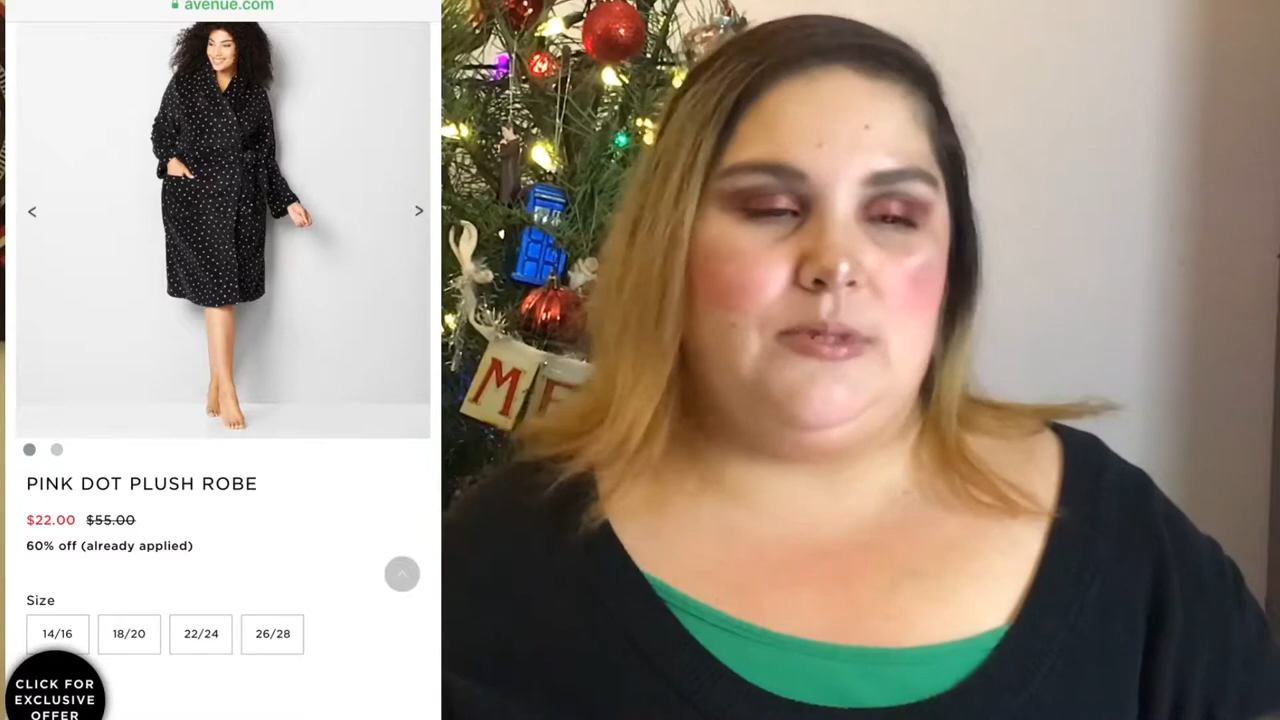 avenue.com
<
>
PINK DOT PLUSH ROBE
$22.00 $55.00
60% off (already applied)
Size
14/16 18/20 22/24 26/28
CLICK FOR
EXCLUSIVE
OFFER
M E